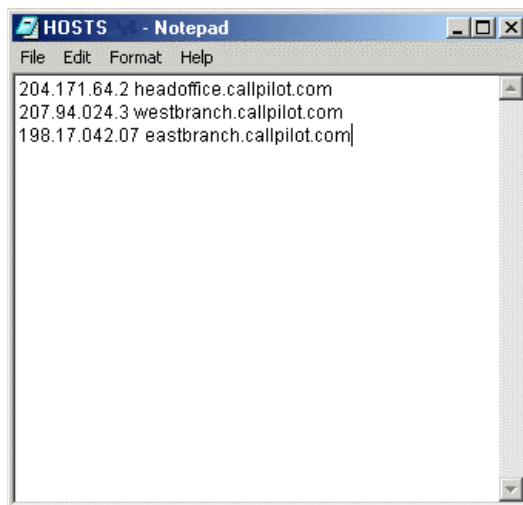 HOSTS - Notepad
File Edit Format Help
204.171.64.2 headoffice.callpilot.com
207.94.024.3 westbranch.callpilot.com
198.17.042.07 eastbranch.callpilot.com